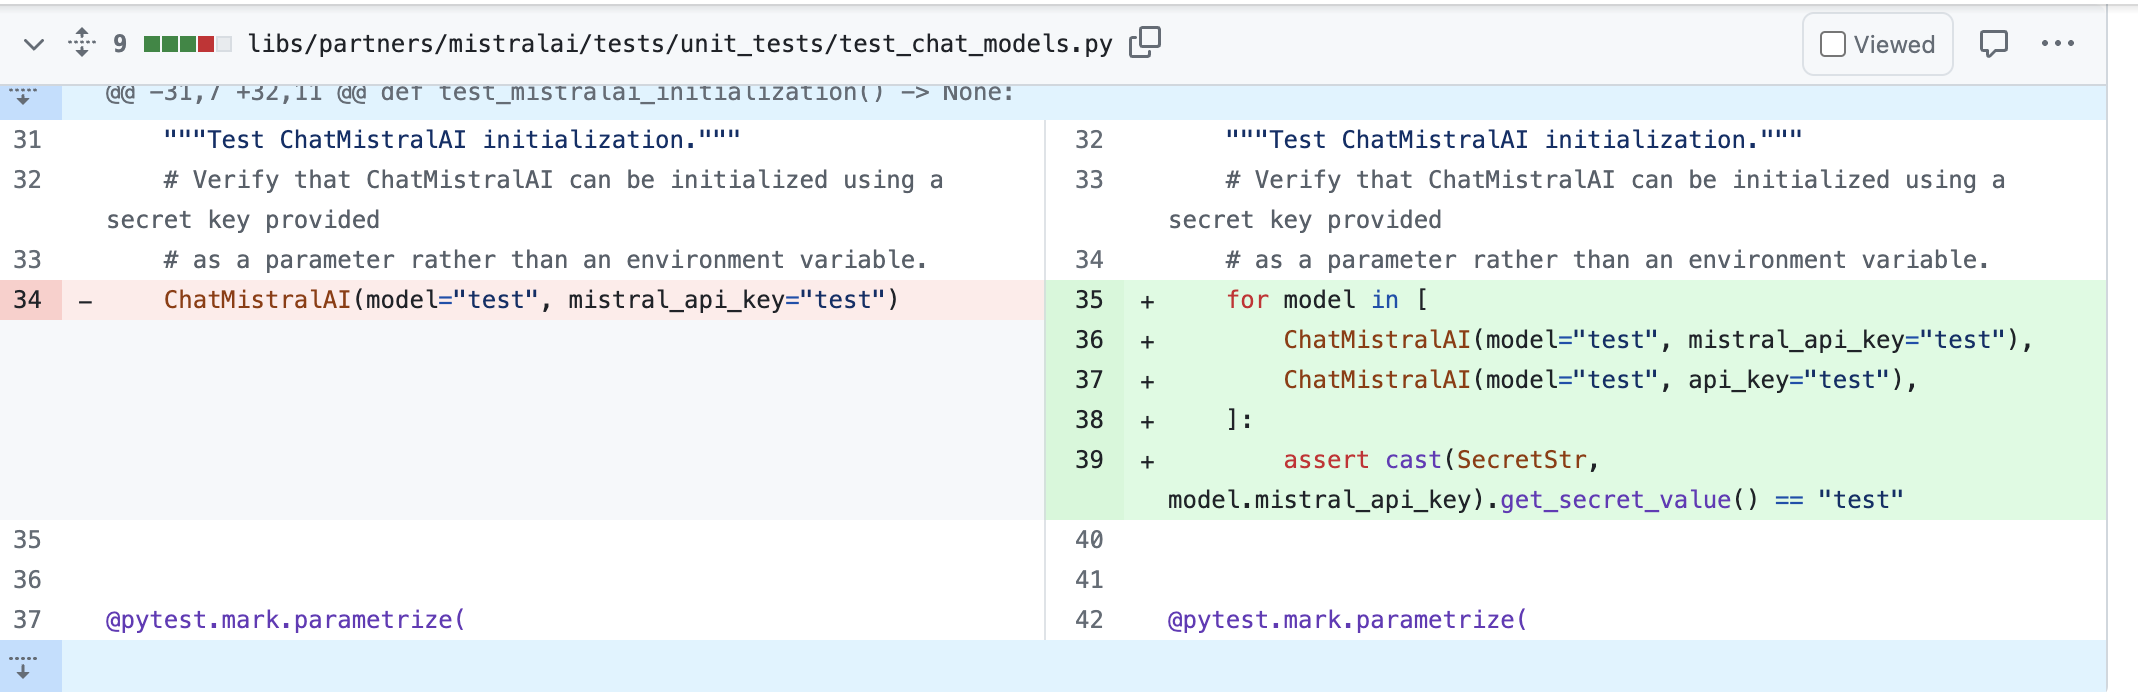 9 libs/partners/mistralai/tests/unit_tests/test_chat_models.py Viewed
@@ -31,7 +32,11 @@ def test_mistralai_initialization() -> None:
31 """Test ChatMistralAI initialization."""
32 # Verify that ChatMistralAI can be initialized using a
secret key provided
33 # as a parameter rather than an environment variable.
34 - ChatMistralAI(model="test", mistral_api_key="test")
35
36
37 @pytest.mark.parametrize(
32 """Test ChatMistralAI initialization."""
33 # Verify that ChatMistralAI can be initialized using a
secret key provided
34 # as a parameter rather than an environment variable.
35 + for model in [
36 + ChatMistralAI(model="test", mistral_api_key="test"),
37 + ChatMistralAI(model="test", api_key="test"),
38 + ]:
39 + assert cast(SecretStr,
model.mistral_api_key).get_secret_value() == "test"
40
41
42 @pytest.mark.parametrize(